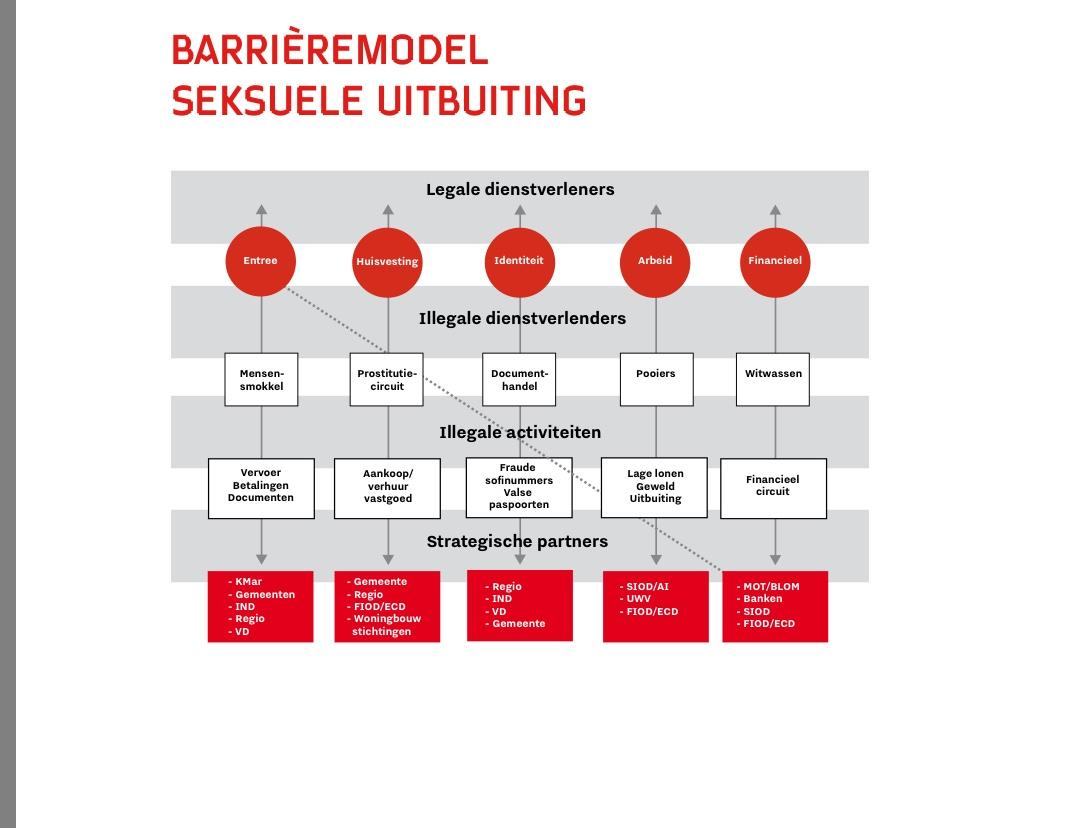 BARRIÈREMODEL
SEKSUELE UITBUITING
Legale dienstverleners
Entree
Huisvesting
Identiteit
Arbeid
Financieel
Illegale dienstverlenders
Mensen-
smokkel
Prostitutie-
circuit
Document-
handel
Pooiers
Witwassen
Illegale activiteiten
Vervoer
Betalingen
Documenten
Aankoop/
verhuur
vastgoed
Fraude
sofinummers
Valse
paspoorten
Lage lonen
Geweld
Uitbuiting
Financieel
circuit
Strategische partners
- KMar
- Gemeenten
- IND
- Regio
- VD
- Gemeente
- Regio
- FIOD/ECD
- Woningbouw
stichtingen
- Regio
- IND
- VD
- Gemeente
- SIOD/AI
- UWV
- FIOD/ECD
- MOT/BLOM
- Banken
- SIOD
- FIOD/ECD